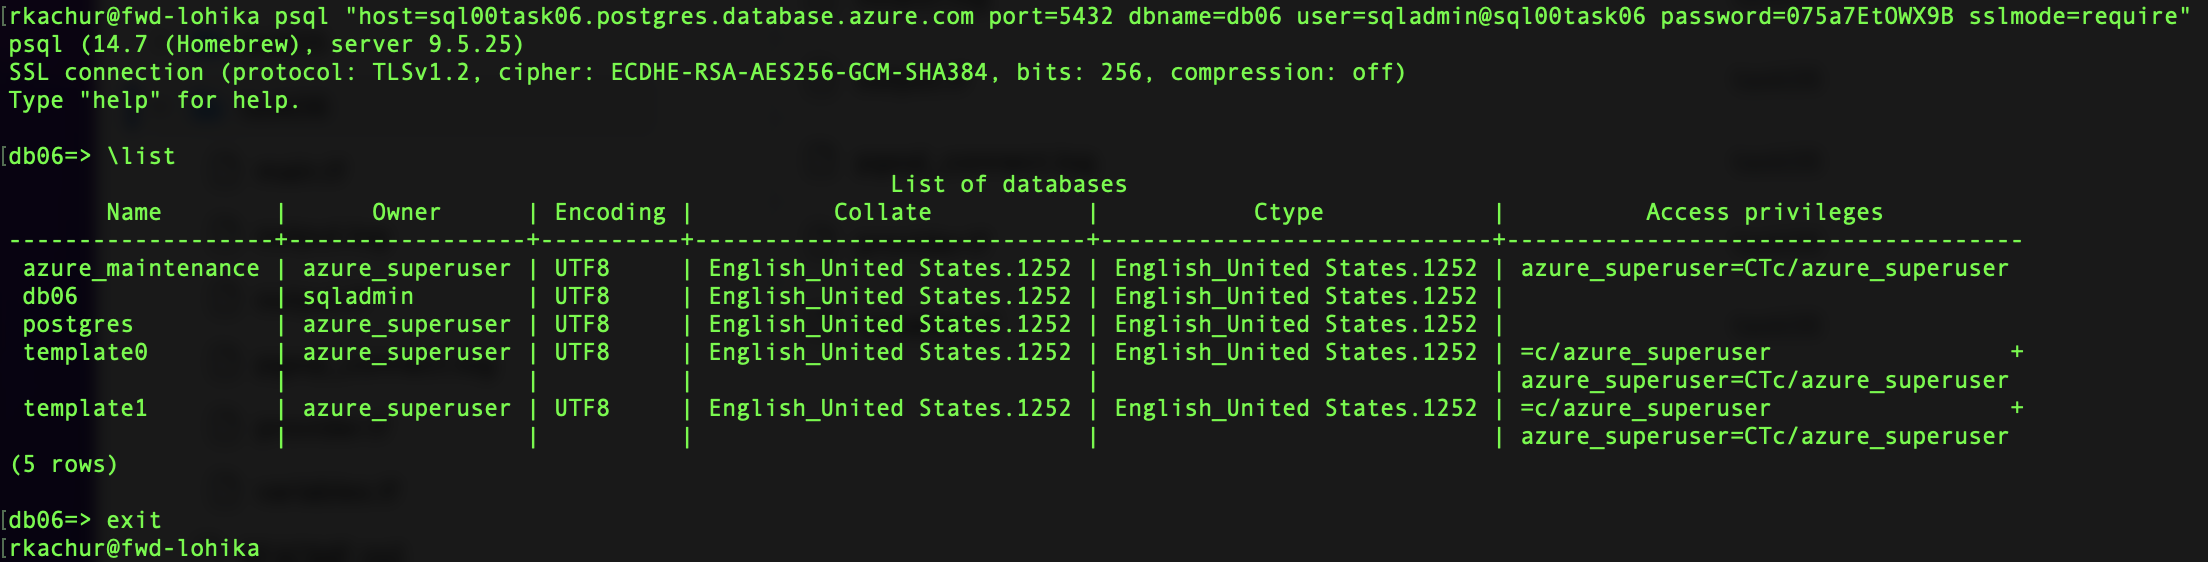 [rkachur@fwd-lohika psql "host=sql00task06.postgres.database.azure.com port=5432 dbname=db06 user=sqladmin@sql00task06 password=075a7EtOWX9B sslmode=require"
psql (14.7 (Homebrew), server 9.5.25)
SSL connection (protocol: TLSv1.2, cipher: ECDHE-RSA-AES256-GCM-SHA384, bits: 256, compression: off)
Type "help" for help.

[db06=> \list
                                                               List of databases
       Name        |      Owner      | Encoding |          Collate           |           Ctype            |          Access privileges
-------------------+-----------------+----------+----------------------------+----------------------------+-------------------------------------
 azure_maintenance | azure_superuser | UTF8     | English_United States.1252 | English_United States.1252 | azure_superuser=CTc/azure_superuser
 db06              | sqladmin        | UTF8     | English_United States.1252 | English_United States.1252 |
 postgres          | azure_superuser | UTF8     | English_United States.1252 | English_United States.1252 |
 template0         | azure_superuser | UTF8     | English_United States.1252 | English_United States.1252 | =c/azure_superuser                 +
                   |                 |          |                            |                            | azure_superuser=CTc/azure_superuser
 template1         | azure_superuser | UTF8     | English_United States.1252 | English_United States.1252 | =c/azure_superuser                 +
                   |                 |          |                            |                            | azure_superuser=CTc/azure_superuser
(5 rows)

[db06=> exit
[rkachur@fwd-lohika